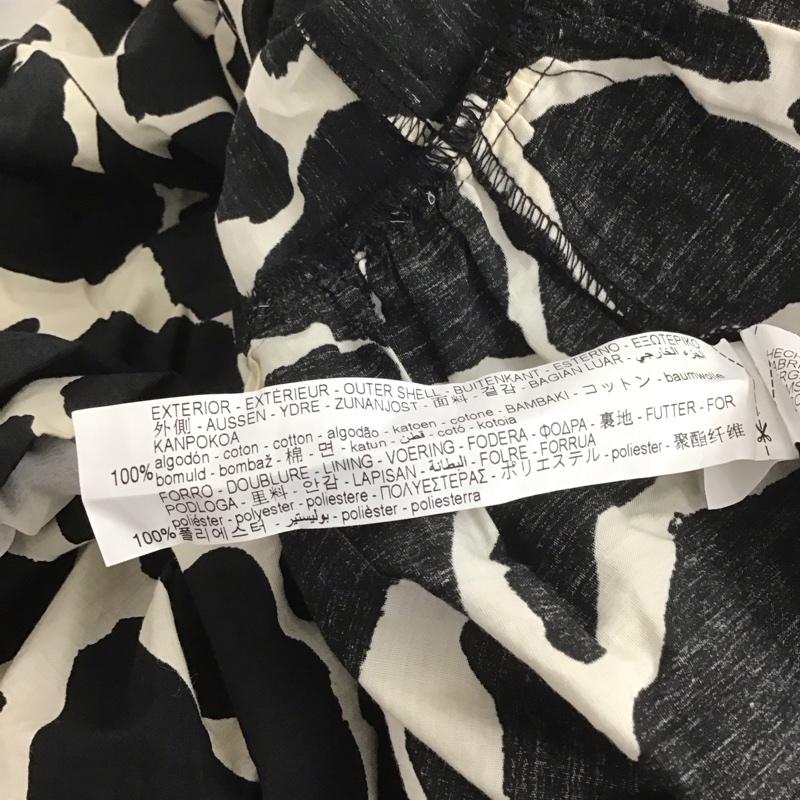 EXTERIOR - EXTÉRIEUR - OUTER SHELL - BUITENKANT - ESTERNO - ΕΞΩΤΕΡΙΚΟ
外側 - AUSSEN - YDRE - ZUNANJOST - 面料 - 겉감 - BAGIAN LUAR - الجزء الخارجي -
KANPOKOA
100% algodón - coton - cotton - algodão - katoen - cotone - BAMBAKI - コットン - baumwolle
bomuld - bombaž - 棉 - 면 - katun - قطن - cotó - kotoia
FORRO - DOUBLURE - LINING - VOERING - FODERA - ΦΟΔΡΑ - 裏地 - FUTTER - FOR
PODLOGA - 里料 - 안감 - LAPISAN - البطانة - FOLRE - FORRUA
100% poliéster - polyester - poliestere - ΠΟΛΥΕΣΤΕΡΑΣ - ポリエステル - poliester - 聚酯纤维
폴리에스터 - بوليستير - polièster - poliesterra